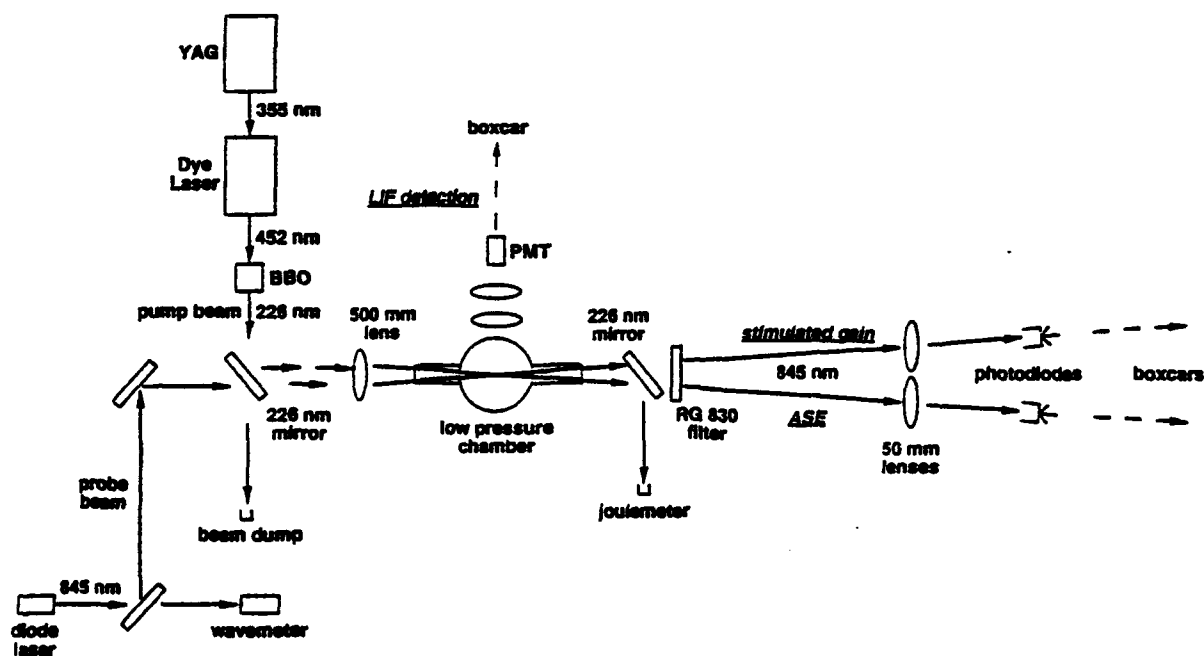 YAG
355 nm
Dye
Laser
452 nm
BBO
pump beam
226 nm
226 nm
mirror
beam dump
probe
beam
845 nm
diode
laser
wavemeter
500 mm
lens
boxcar
LIF detection
PMT
low pressure
chamber
226 nm
mirror
joulemeter
RG 830
filter
stimulated gain
845 nm
ASE
50 mm
lenses
photodiodes
boxcars